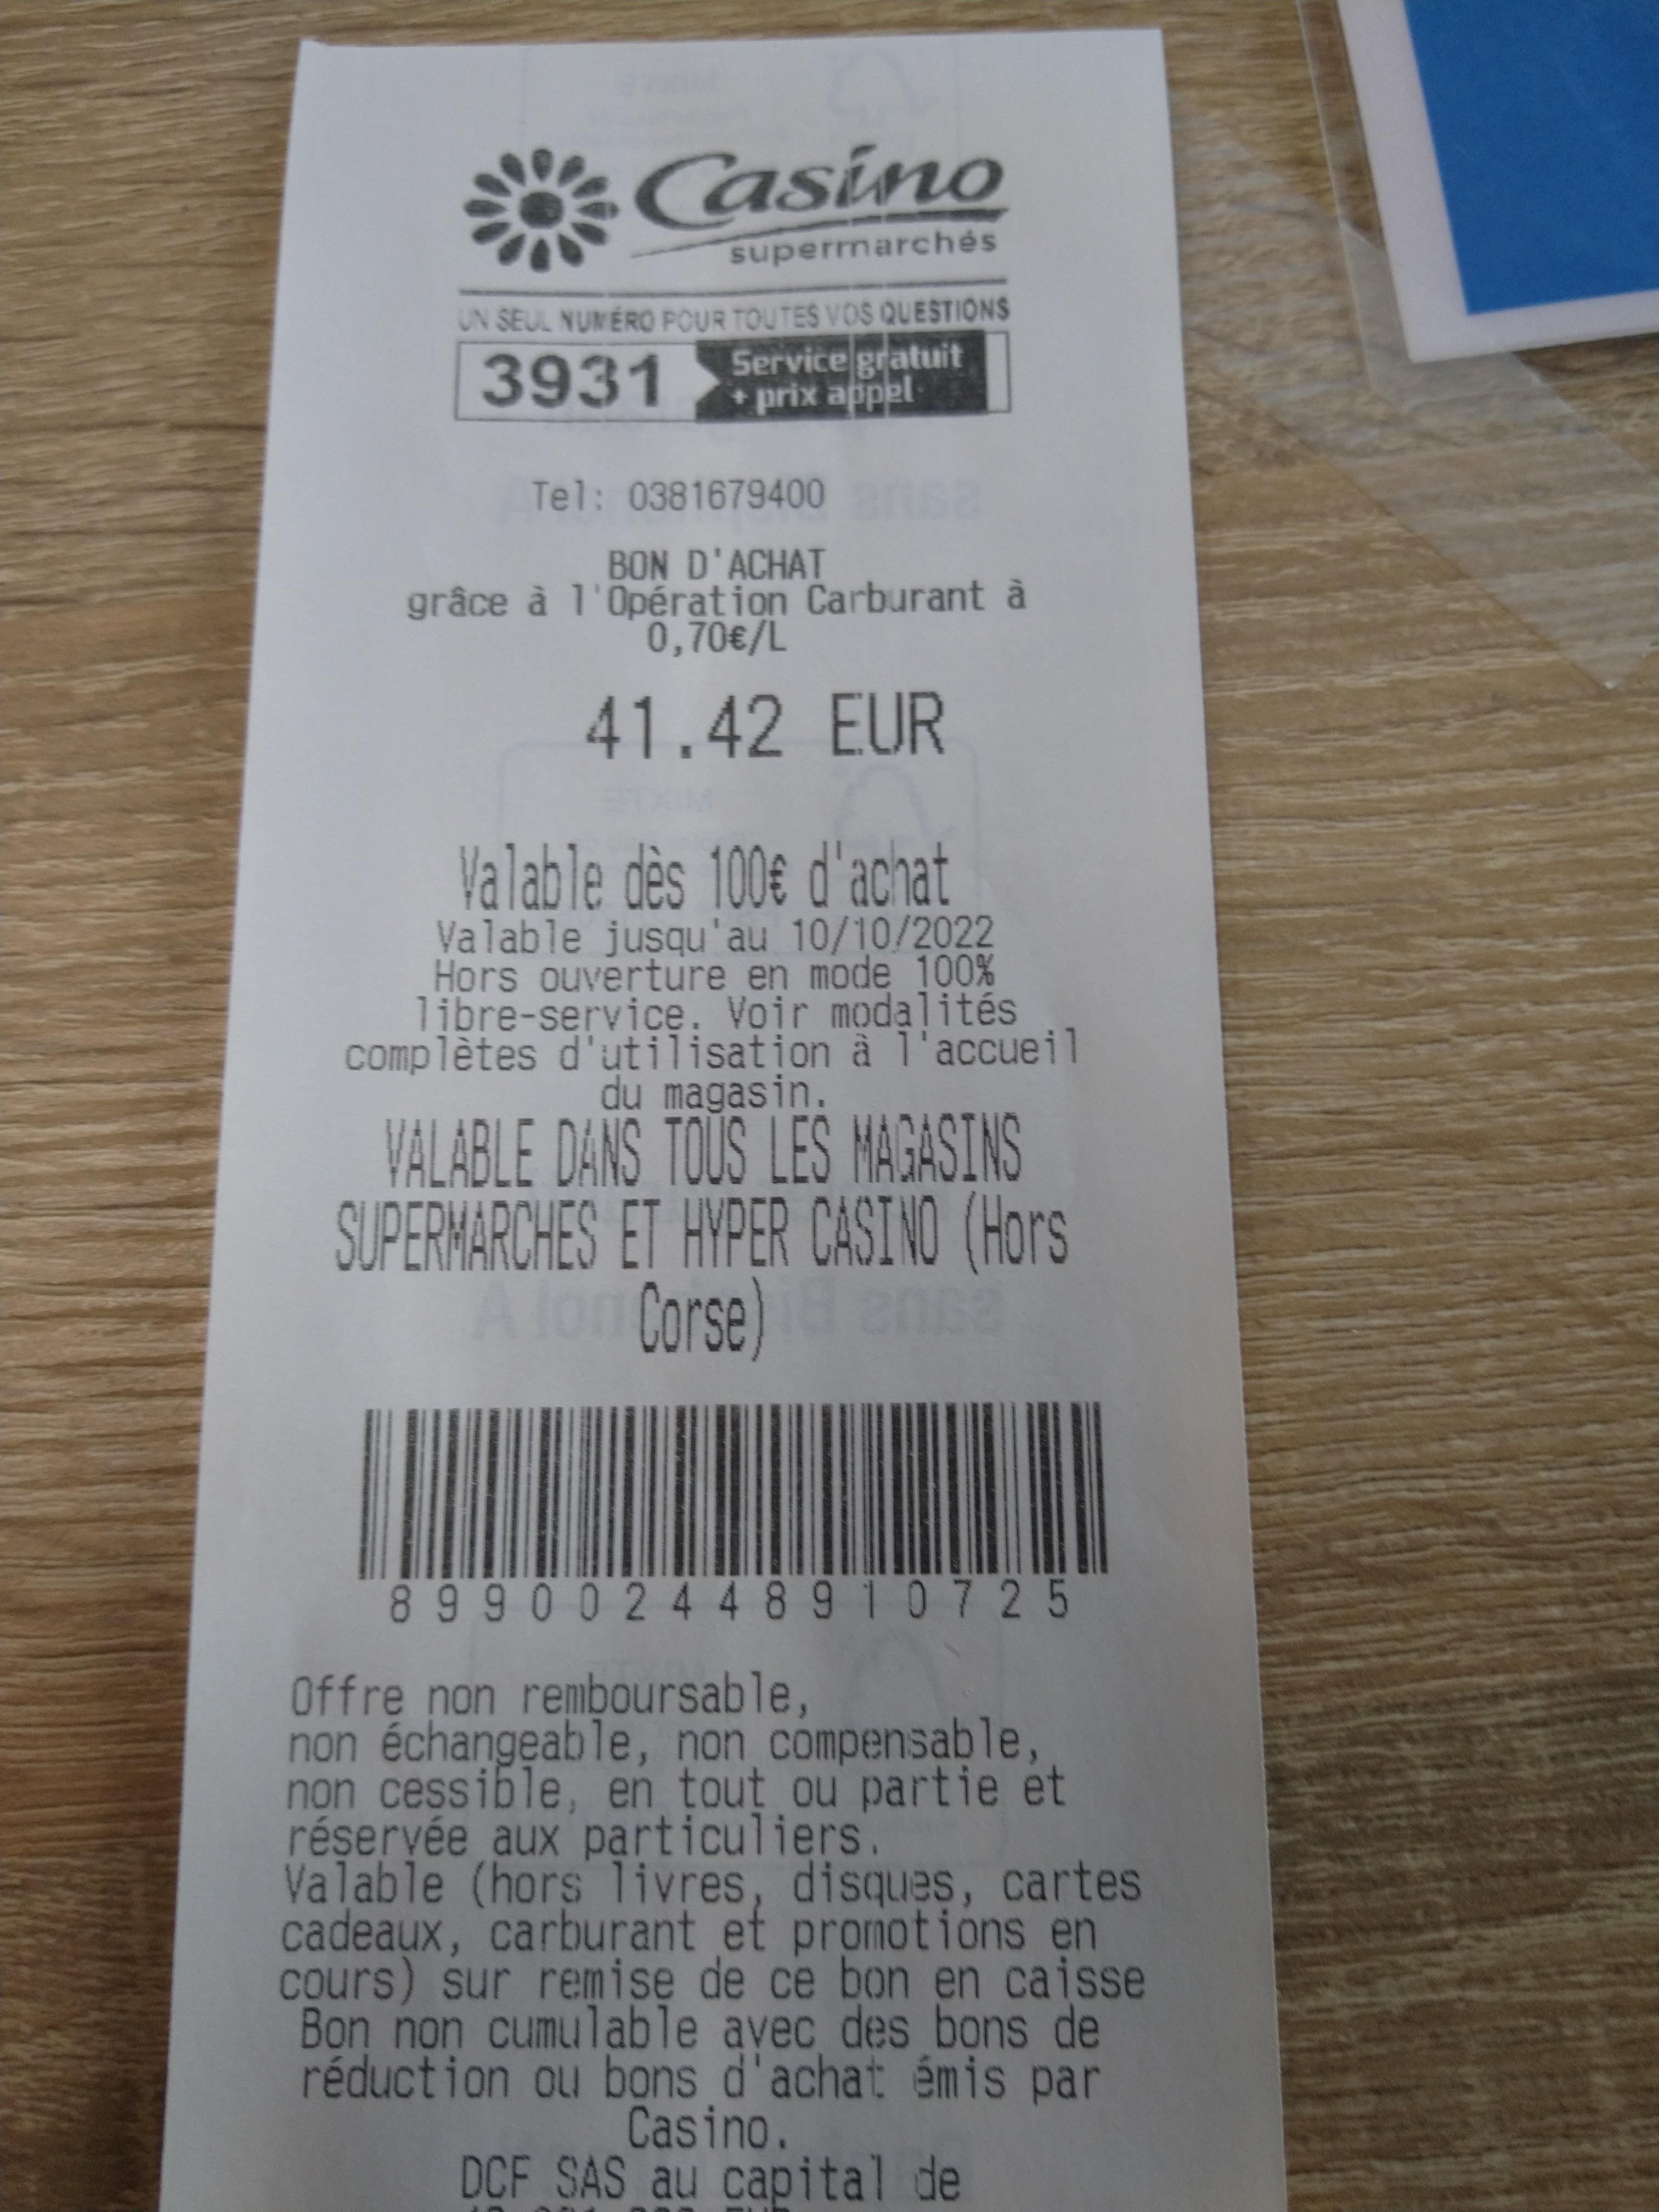 Casino
supermarchés
UN SEUL NUMÉRO POUR TOUTES VOS QUESTIONS
3931 Service gratuit
+ prix appel
Tel: 0381679400
BON D'ACHAT
grâce à l'Opération Carburant à
0,70€/L
41.42 EUR
Valable dès 100€ d'achat
Valable jusqu'au 10/10/2022
Hors ouverture en mode 100%
libre-service. Voir modalités
complètes d'utilisation à l'accueil
du magasin.
VALABLE DANS TOUS LES MAGASINS
SUPERMARCHES ET HYPER CASINO (Hors
Corse)
899002448910725
Offre non remboursable,
non échangeable, non compensable,
non cessible, en tout ou partie et
réservée aux particuliers.
Valable (hors livres, disques, cartes
cadeaux, carburant et promotions en
cours) sur remise de ce bon en caisse
Bon non cumulable avec des bons de
réduction ou bons d'achat émis par
Casino.
DCF SAS au capital de